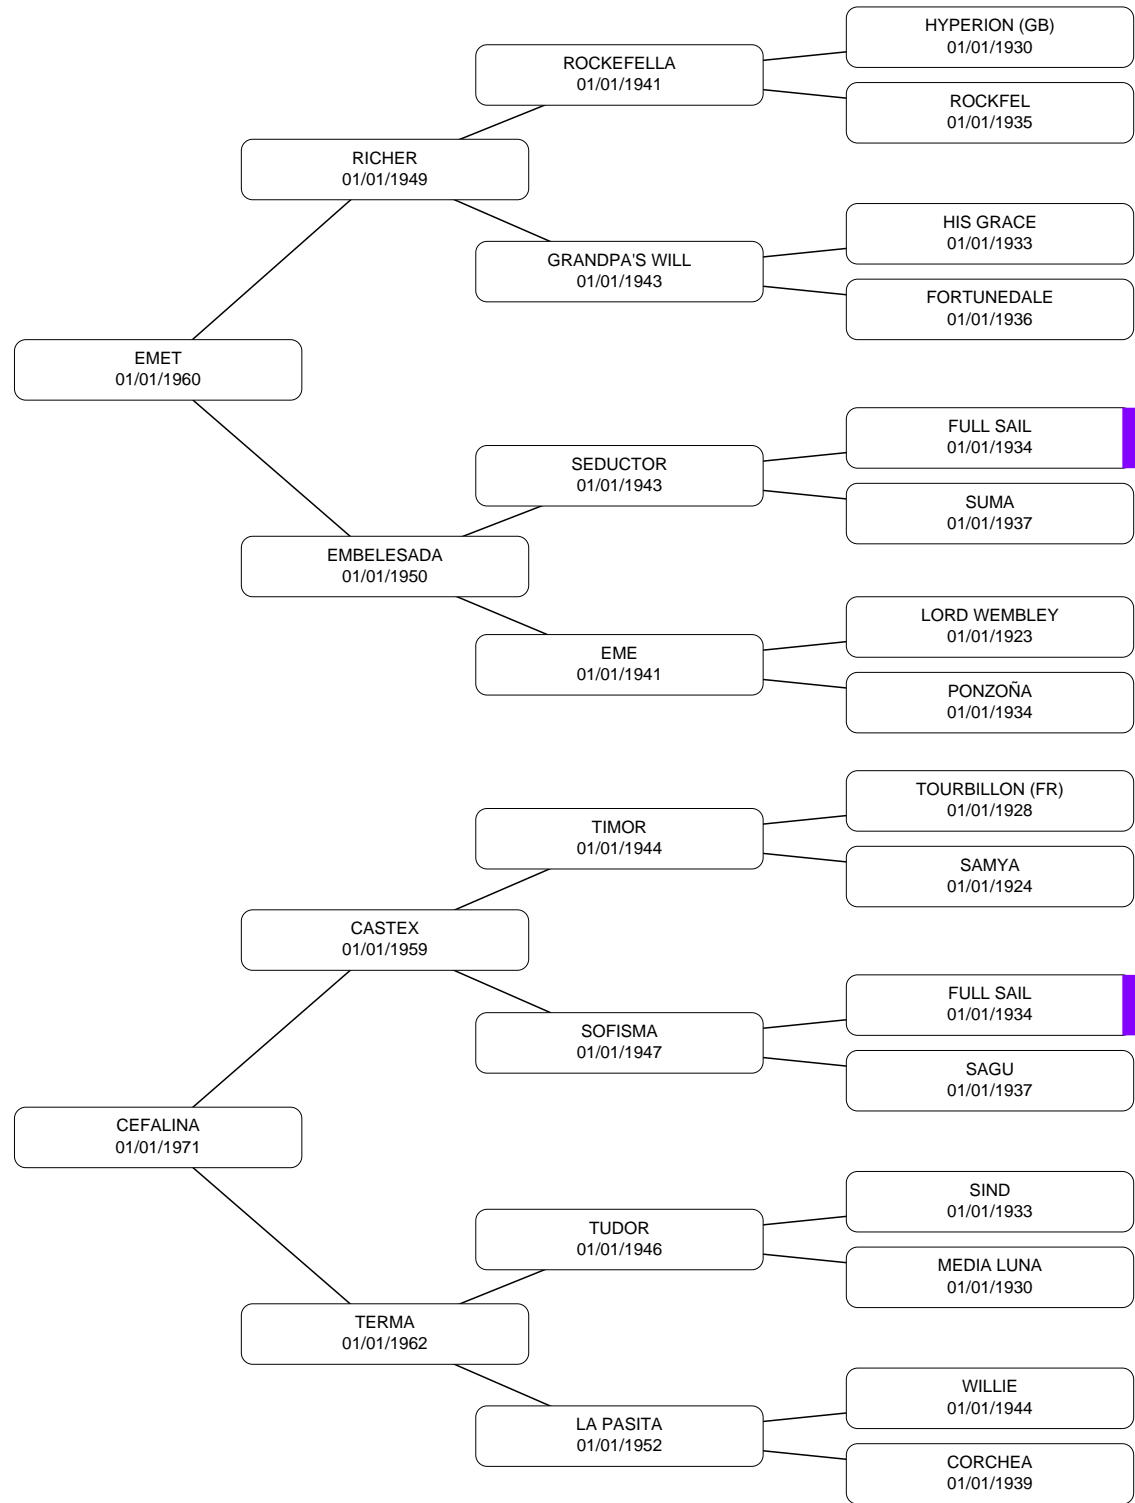 HYPERION (GB)
01/01/1930
ROCKEFELLA
01/01/1941
ROCKFEL
01/01/1935
RICHER
01/01/1949
HIS GRACE
01/01/1933
GRANDPA'S WILL
01/01/1943
FORTUNEDALE
01/01/1936
EMET
01/01/1960
FULL SAIL
01/01/1934
SEDUCTOR
01/01/1943
SUMA
01/01/1937
EMBELESADA
01/01/1950
LORD WEMBLEY
01/01/1923
EME
01/01/1941
PONZOÑA
01/01/1934
TOURBILLON (FR)
01/01/1928
TIMOR
01/01/1944
SAMYA
01/01/1924
CASTEX
01/01/1959
FULL SAIL
01/01/1934
SOFISMA
01/01/1947
SAGU
01/01/1937
CEFALINA
01/01/1971
SIND
01/01/1933
TUDOR
01/01/1946
MEDIA LUNA
01/01/1930
TERMA
01/01/1962
WILLIE
01/01/1944
LA PASITA
01/01/1952
CORCHEA
01/01/1939